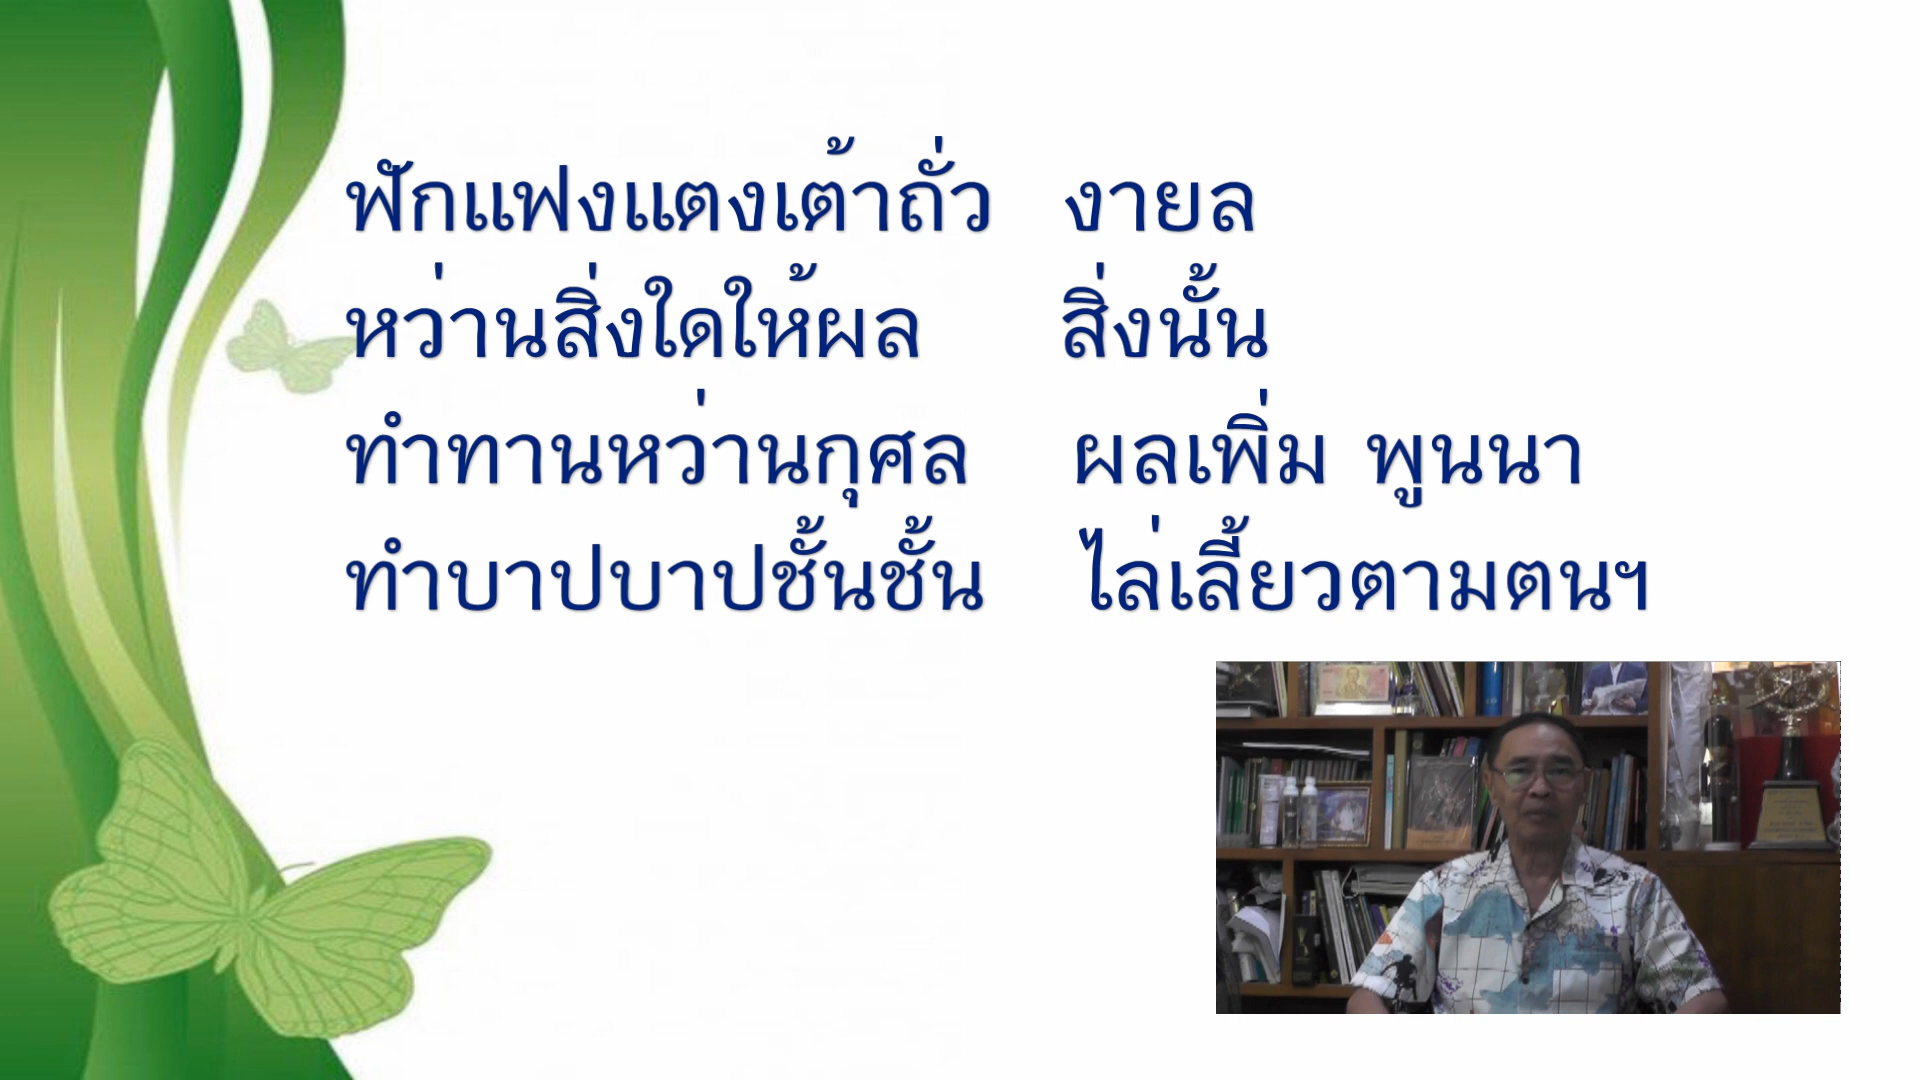 ฟักแฟงแตงเต้าถั่ว งายล
หว่านสิ่งใดให้ผล สิ่งนั้น
ทำทานหว่านกุศล ผลเพิ่ม พูนนา
ทำบาปบาปชั้นชั้น ไล่เลี้ยวตามตนฯ